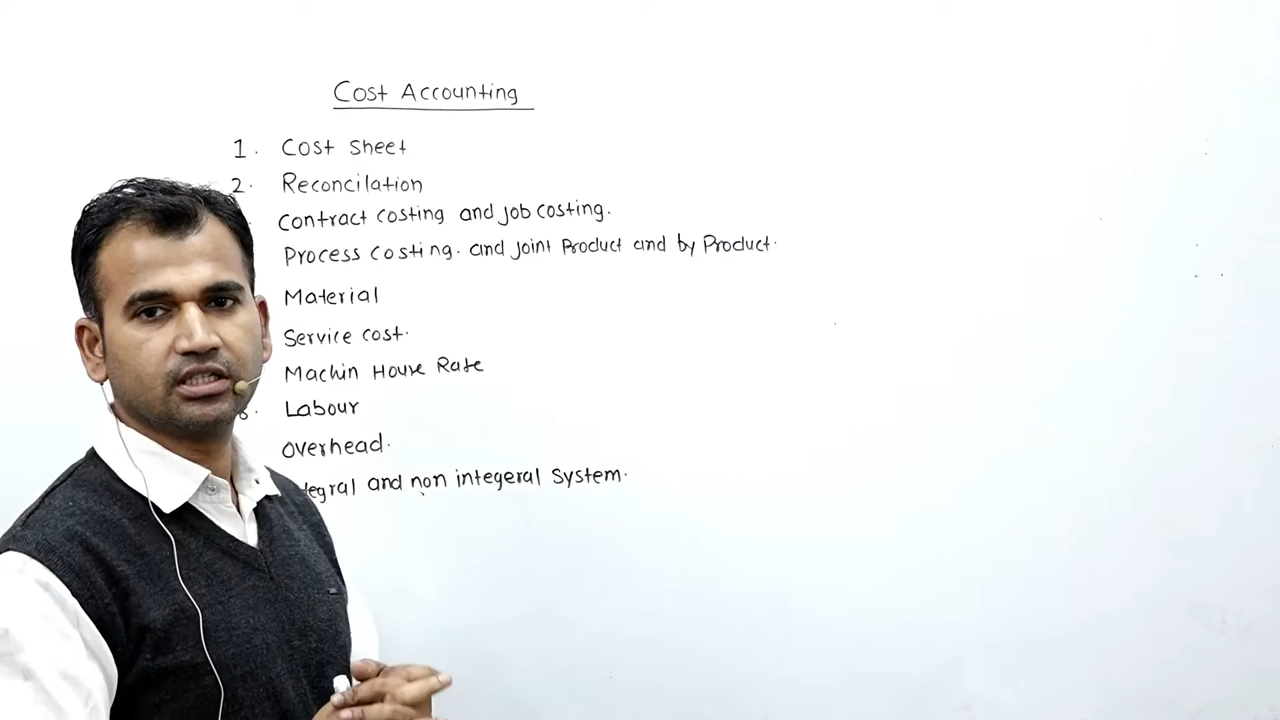 Cost Accounting
1. Cost Sheet
2. Reconcilation
Contract costing and Job costing.
Process costing. and Joint Product and by Product.
Material
Service cost.
Machin House Rate
8. Labour
overhead.
and non integeral System.